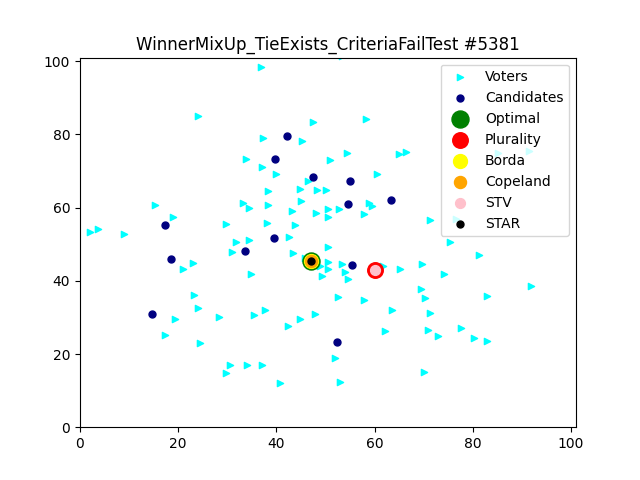 WinnerMixUp_TieExists_CriteriaFailTest #5381
100
80
60
40
20
0
0 20 40 60 80 100
Voters
Candidates
Optimal
Plurality
Borda
Copeland
STV
STAR